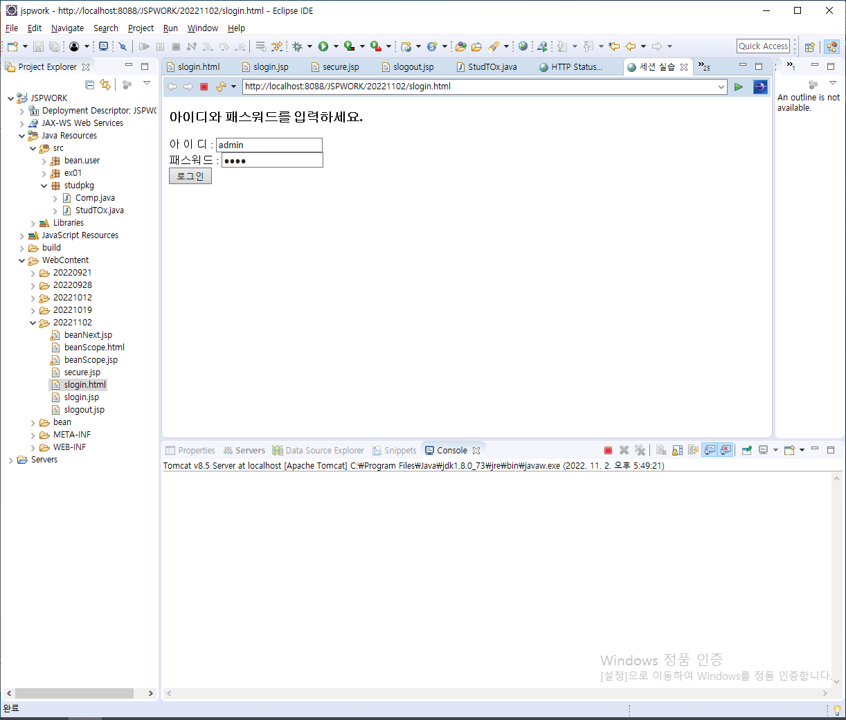 jspwork - http://localhost:8088/JSPWORK/20221102/slogin.html - Eclipse IDE
File Edit Navigate Search Project Run Window Help
Quick Access
Project Explorer
JSPWORK
Deployment Descriptor: JSPWO
JAX-WS Web Services
Java Resources
src
bean.user
ex01
studpkg
Comp.java
StudTOx.java
Libraries
JavaScript Resources
build
WebContent
20220921
20220928
20221012
20221019
20221102
beanNext.jsp
beanScope.html
beanScope.jsp
secure.jsp
slogin.html
slogin.jsp
slogout.jsp
bean
META-INF
WEB-INF
Servers
slogin.html slogin.jsp secure.jsp slogout.jsp StudTOx.java HTTP Status... 세션 실습 »25
http://localhost:8088/JSPWORK/20221102/slogin.html
아이디와 패스워드를 입력하세요.
아 이 디 : admin
패스워드 : ●●●●
로그인
»1
An outline is not
available.
Properties Servers Data Source Explorer Snippets Console
Tomcat v8.5 Server at localhost [Apache Tomcat] C:₩Program Files₩Java₩jdk1.8.0_73₩jre₩bin₩javaw.exe (2022. 11. 2. 오후 5:49:21)
Windows 정품 인증
[설정]으로 이동하여 Windows를 정품 인증합니다.
완료